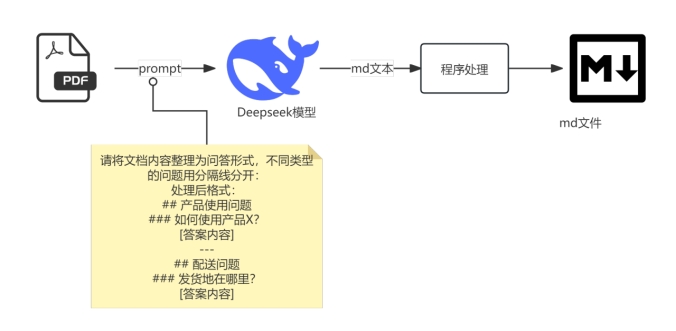 PDF
prompt
Deepseek模型
md文本
程序处理
M
md文件
请将文档内容整理为问答形式，不同类型
的问题用分隔线分开：
处理后格式：
## 产品使用问题
### 如何使用产品X？
[答案内容]
---
## 配送问题
### 发货地在哪里？
[答案内容]